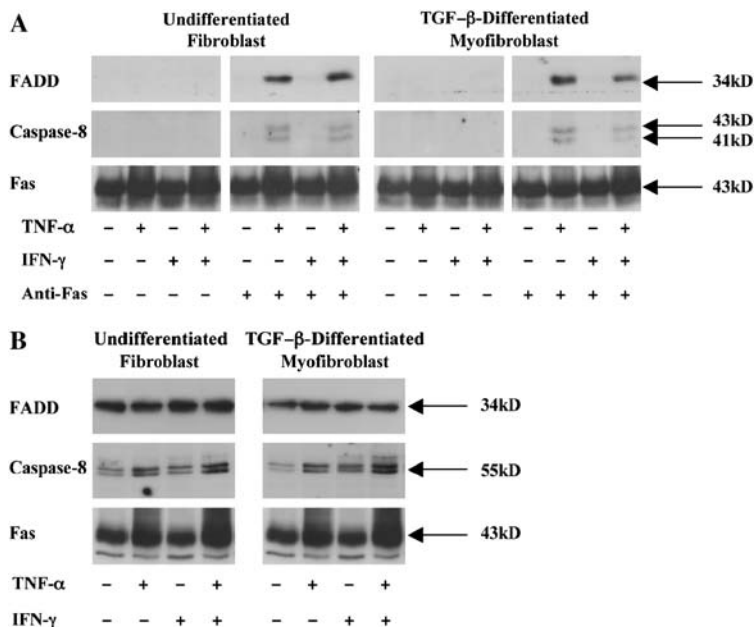 A
Undifferentiated
Fibroblast
TGF-β-Differentiated
Myofibroblast
FADD
34kD
Caspase-8
43kD
41kD
Fas
43kD
TNF-α – + – + – + – + – + – + – + – +
IFN-γ – – + + – – + + – – + + – – + +
Anti-Fas – – – – + + + + – – – – + + + +
B
Undifferentiated
Fibroblast
TGF-β-Differentiated
Myofibroblast
FADD
34kD
Caspase-8
55kD
Fas
43kD
TNF-α – + – + – + – +
IFN-γ – – + + – – + +